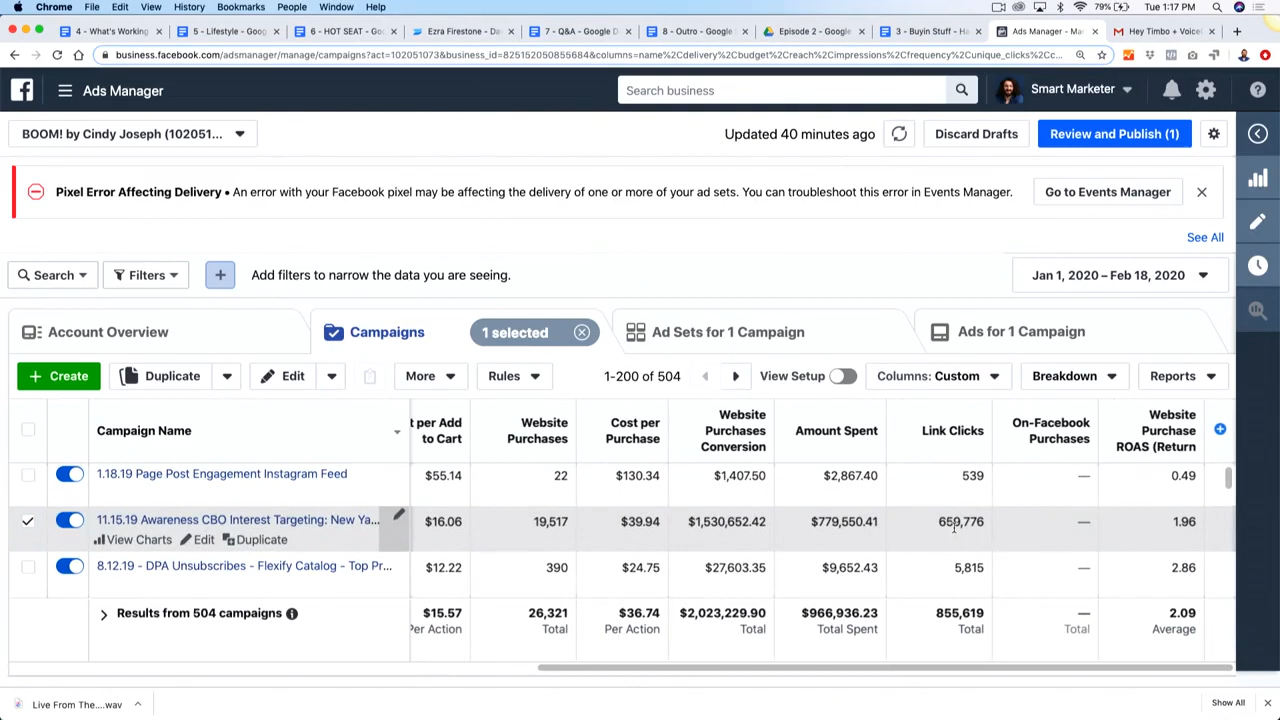 Chrome File Edit View History Bookmarks People Window Help 79% Tue 1:17 PM
4 - What's Working 5 - Lifestyle - Goog 6 - HOT SEAT - Go Ezra Firestone - Da 7 - Q&A - Google D 8 - Outro - Google Episode 2 - Google 3 - Buyin Stuff - Ha Ads Manager - Ma Hey Timbo + Voice
business.facebook.com/adsmanager/manage/campaigns?act=102051073&business_id=825152050855684&columns=name%2Cdelivery%2Cbudget%2Creach%2Cimpressions%2Cfrequency%2Cunique_clicks%2Cc...
Ads Manager Search business Smart Marketer
BOOM! by Cindy Joseph (102051... Updated 40 minutes ago Discard Drafts Review and Publish (1)
Pixel Error Affecting Delivery • An error with your Facebook pixel may be affecting the delivery of one or more of your ad sets. You can troubleshoot this error in Events Manager. Go to Events Manager
See All
Search Filters Add filters to narrow the data you are seeing. Jan 1, 2020 – Feb 18, 2020
Account Overview Campaigns 1 selected Ad Sets for 1 Campaign Ads for 1 Campaign
Create Duplicate Edit More Rules 1-200 of 504 View Setup Columns: Custom Breakdown Reports
Campaign Name t per Add to Cart Website Purchases Cost per Purchase Website Purchases Conversion Amount Spent Link Clicks On-Facebook Purchases Website Purchase ROAS (Return
1.18.19 Page Post Engagement Instagram Feed $55.14 22 $130.34 $1,407.50 $2,867.40 539 — 0.49
11.15.19 Awareness CBO Interest Targeting: New Ya... $16.06 19,517 $39.94 $1,530,652.42 $779,550.41 659,776 — 1.96
View Charts Edit Duplicate
8.12.19 - DPA Unsubscribes - Flexify Catalog - Top Pr... $12.22 390 $24.75 $27,603.35 $9,652.43 5,815 — 2.86
Results from 504 campaigns $15.57 26,321 $36.74 $2,023,229.90 $966,936.23 855,619 — 2.09
Per Action Total Per Action Total Total Spent Total Total Average
Live From The....wav Show All